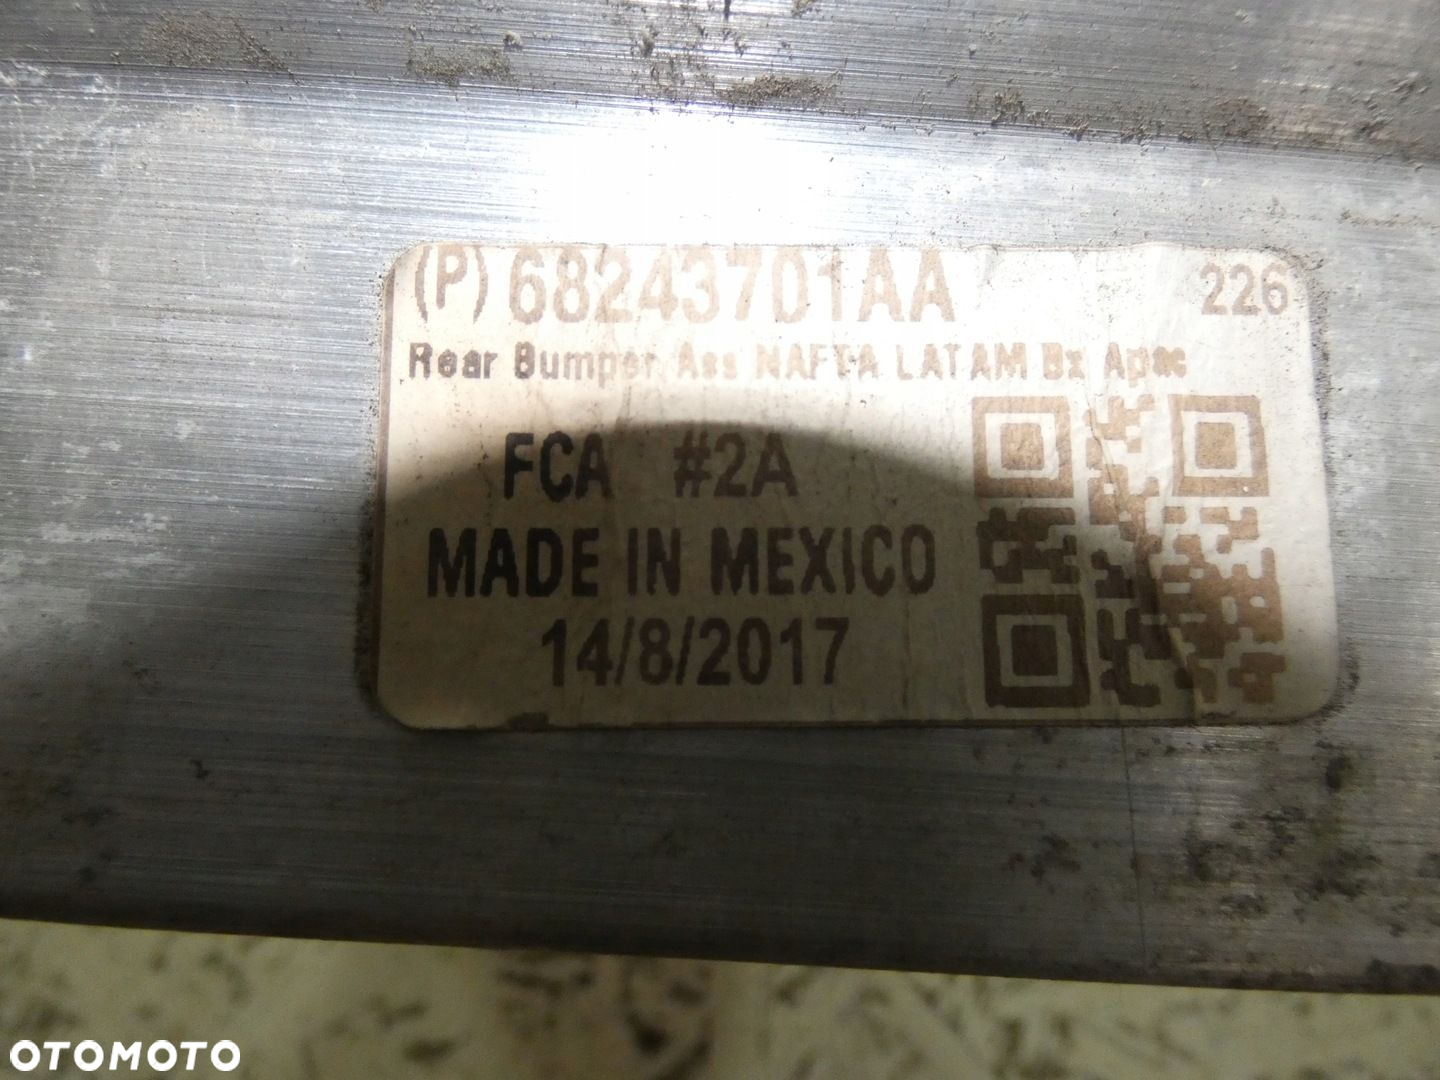 (P) 68243701AA 226
Rear Bumper Ass NAFTA LATAM Bz Apac
FCA #2A
MADE IN MEXICO
14/8/2017
OTOMOTO